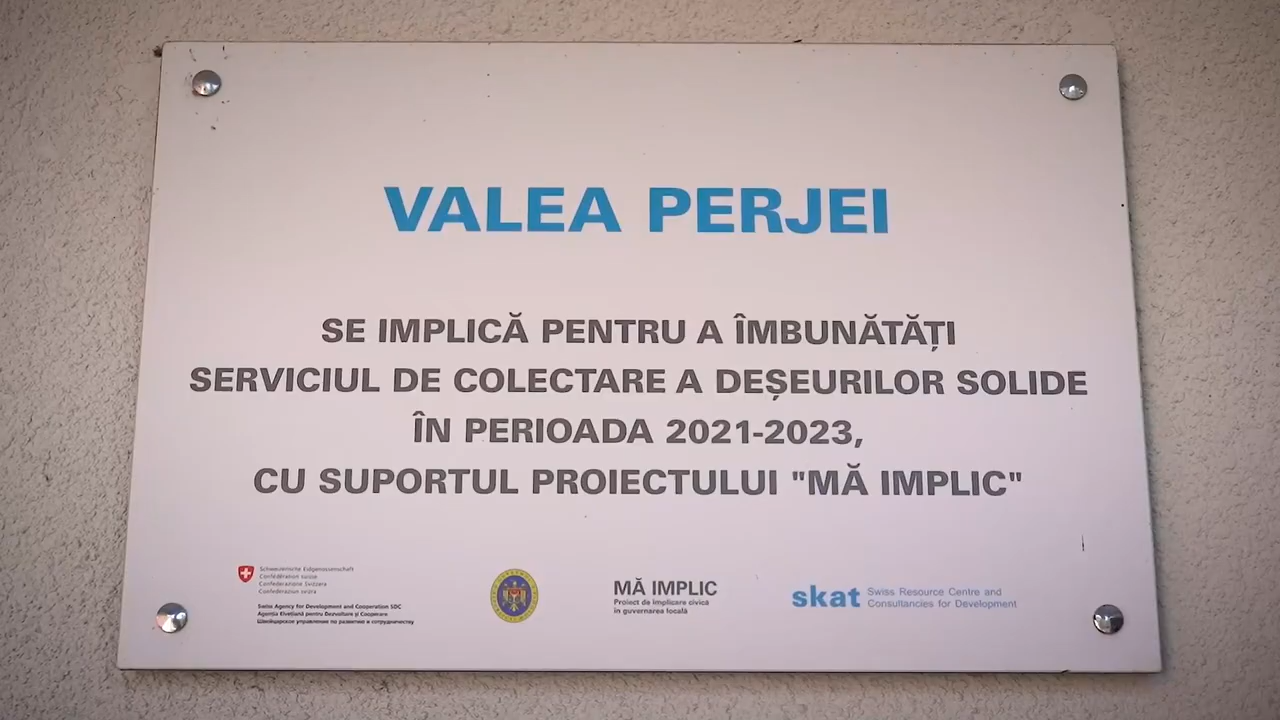 VALEA PERJEI
SE IMPLICĂ PENTRU A ÎMBUNĂTĂȚI
SERVICIUL DE COLECTARE A DEȘEURILOR SOLIDE
ÎN PERIOADA 2021-2023,
CU SUPORTUL PROIECTULUI "MĂ IMPLIC"
Schweizerische Eidgenossenschaft
Confédération suisse
Confederazione Svizzera
Confederaziun svizra
Swiss Agency for Development and Cooperation SDC
Agenția Elvețiană pentru Dezvoltare și Cooperare
Швейцарское управление по развитию и сотрудничеству
MĂ IMPLIC
Proiect de implicare civică
în guvernarea locală
skat
Swiss Resource Centre and
Consultancies for Development